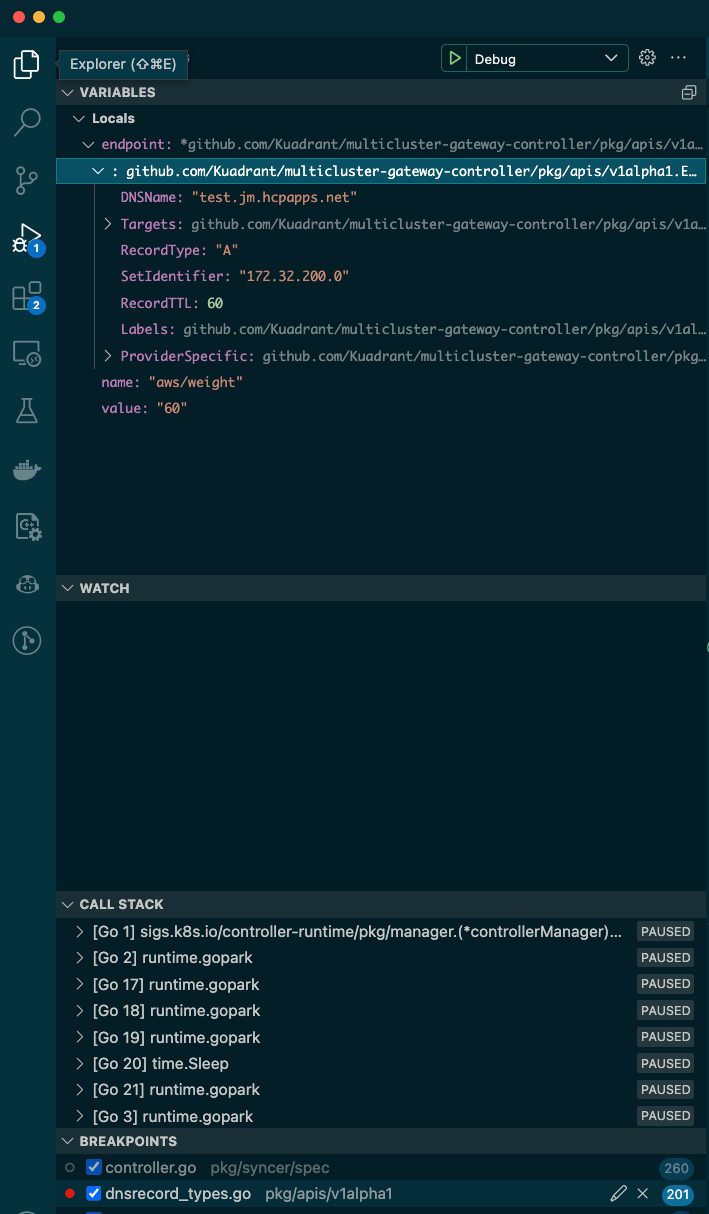 Explorer (⇧⌘E)
Debug
VARIABLES
Locals
endpoint: *github.com/Kuadrant/multicluster-gateway-controller/pkg/apis/v1a…
: github.com/Kuadrant/multicluster-gateway-controller/pkg/apis/v1alpha1.E…
DNSName: "test.jm.hcpapps.net"
Targets: github.com/Kuadrant/multicluster-gateway-controller/pkg/apis/v1a…
RecordType: "A"
SetIdentifier: "172.32.200.0"
RecordTTL: 60
Labels: github.com/Kuadrant/multicluster-gateway-controller/pkg/apis/v1al…
ProviderSpecific: github.com/Kuadrant/multicluster-gateway-controller/pkg…
name: "aws/weight"
value: "60"
1
2
WATCH
CALL STACK
[Go 1] sigs.k8s.io/controller-runtime/pkg/manager.(*controllerManager)... PAUSED
[Go 2] runtime.gopark PAUSED
[Go 17] runtime.gopark PAUSED
[Go 18] runtime.gopark PAUSED
[Go 19] runtime.gopark PAUSED
[Go 20] time.Sleep PAUSED
[Go 21] runtime.gopark PAUSED
[Go 3] runtime.gopark PAUSED
BREAKPOINTS
controller.go pkg/syncer/spec 260
dnsrecord_types.go pkg/apis/v1alpha1 201